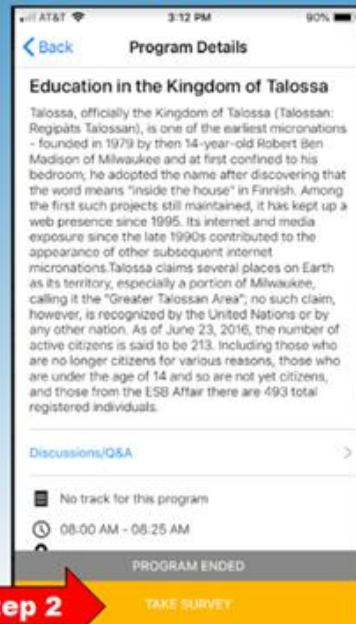 AT&T 3:12 PM 90%
Back Program Details
Education in the Kingdom of Talossa
Talossa, officially the Kingdom of Talossa (Talossan:
Regipäts Talossan), is one of the earliest micronations
- founded in 1979 by then 14-year-old Robert Ben
Madison of Milwaukee and at first confined to his
bedroom; he adopted the name after discovering that
the word means "inside the house" in Finnish. Among
the first such projects still maintained, it has kept up a
web presence since 1995. Its internet and media
exposure since the late 1990s contributed to the
appearance of other subsequent internet
micronations.Talossa claims several places on Earth
as its territory, especially a portion of Milwaukee,
calling it the "Greater Talossan Area"; no such claim,
however, is recognized by the United Nations or by
any other nation. As of June 23, 2016, the number of
active citizens is said to be 213. Including those who
are no longer citizens for various reasons, those who
are under the age of 14 and so are not yet citizens,
and those from the ESB Affair there are 493 total
registered individuals.
Discussions/Q&A
No track for this program
08:00 AM - 08:25 AM
PROGRAM ENDED
tep 2
TAKE SURVEY